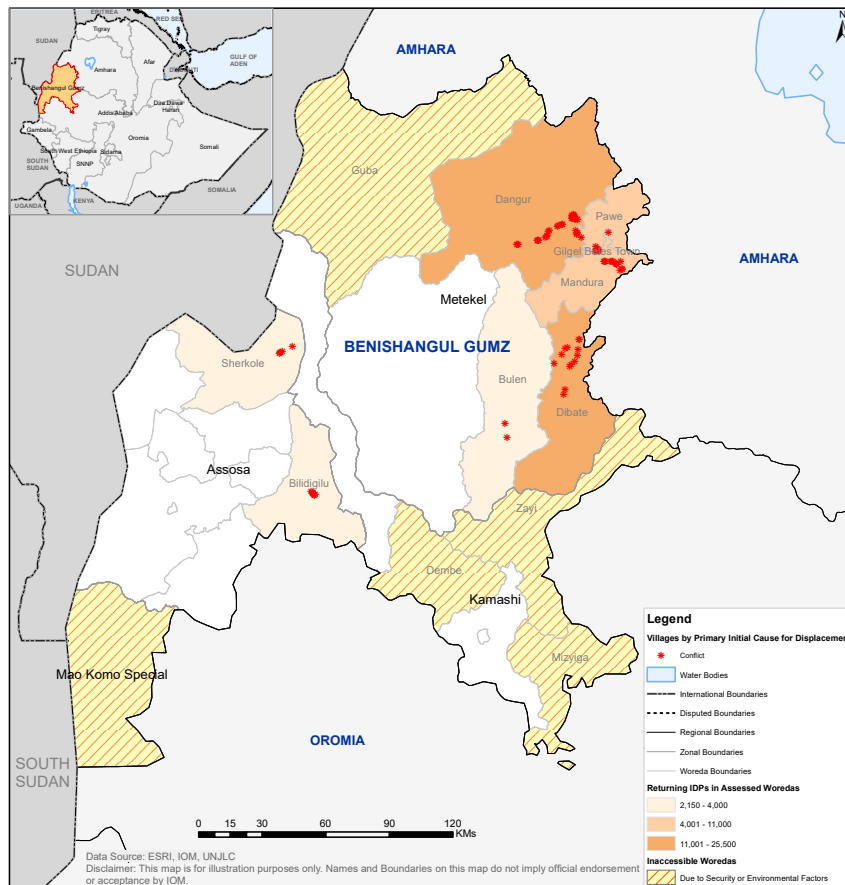 ERITREA
RED SEA
SUDAN
Tigray
Afar
GULF OF
ADEN
Amhara
Benishangul Gumz
Dire Dawa
Harari
Addis Ababa
Gambela
Oromia
South West Ethiopia
Sidama
SNNP
Somali
SOUTH
SUDAN
SOMALIA
UGANDA
KENYA
AMHARA
N
Guba
Dangur
Pawe
Gilgel Beles Town
AMHARA
SUDAN
Mandura
Metekel
BENISHANGUL GUMZ
Sherkole
Bulen
Dibate
Assosa
Bilidigilu
Zayi
Dembe
Kamashi
Mizyiga
Mao Komo Special
OROMIA
SOUTH
SUDAN
0 15 30 60 90 120
KMs
Data Source: ESRI, IOM, UNJLC
Disclaimer: This map is for illustration purposes only. Names and Boundaries on this map do not imply official endorsement
or acceptance by IOM.
Legend
Villages by Primary Initial Cause for Displacemen
Conflict
Water Bodies
International Boundaries
Disputed Boundaries
Regional Boundaries
Zonal Boundaries
Woreda Boundaries
Returning IDPs in Assessed Woredas
2,150 - 4,000
4,001 - 11,000
11,001 - 25,500
Inaccessible Woredas
Due to Security or Environmental Factors